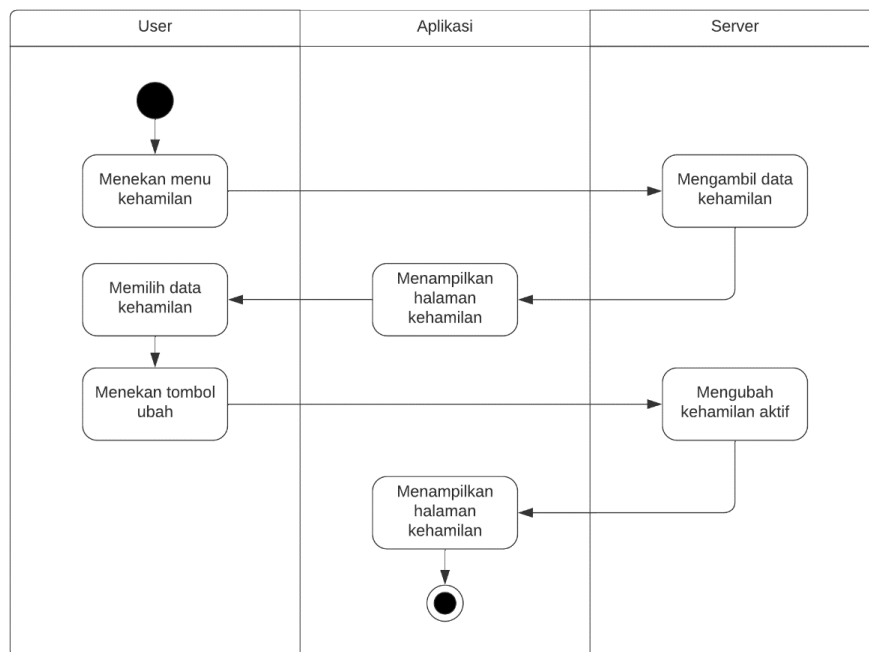 User
Aplikasi
Server
Menekan menu
kehamilan
Mengambil data
kehamilan
Menampilkan
halaman
kehamilan
Memilih data
kehamilan
Menekan tombol
ubah
Mengubah
kehamilan aktif
Menampilkan
halaman
kehamilan